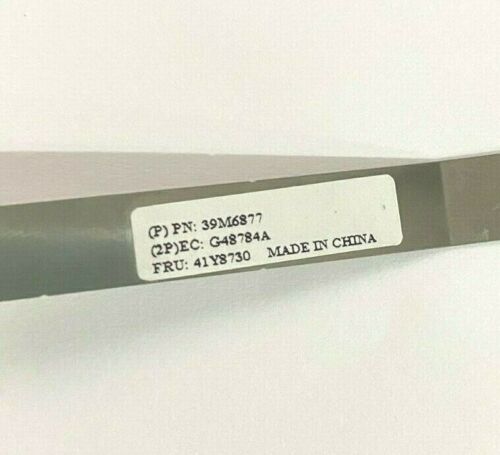 (P) PN: 39M6877
(2P)EC: G48784A
FRU: 41Y8730 MADE IN CHINA